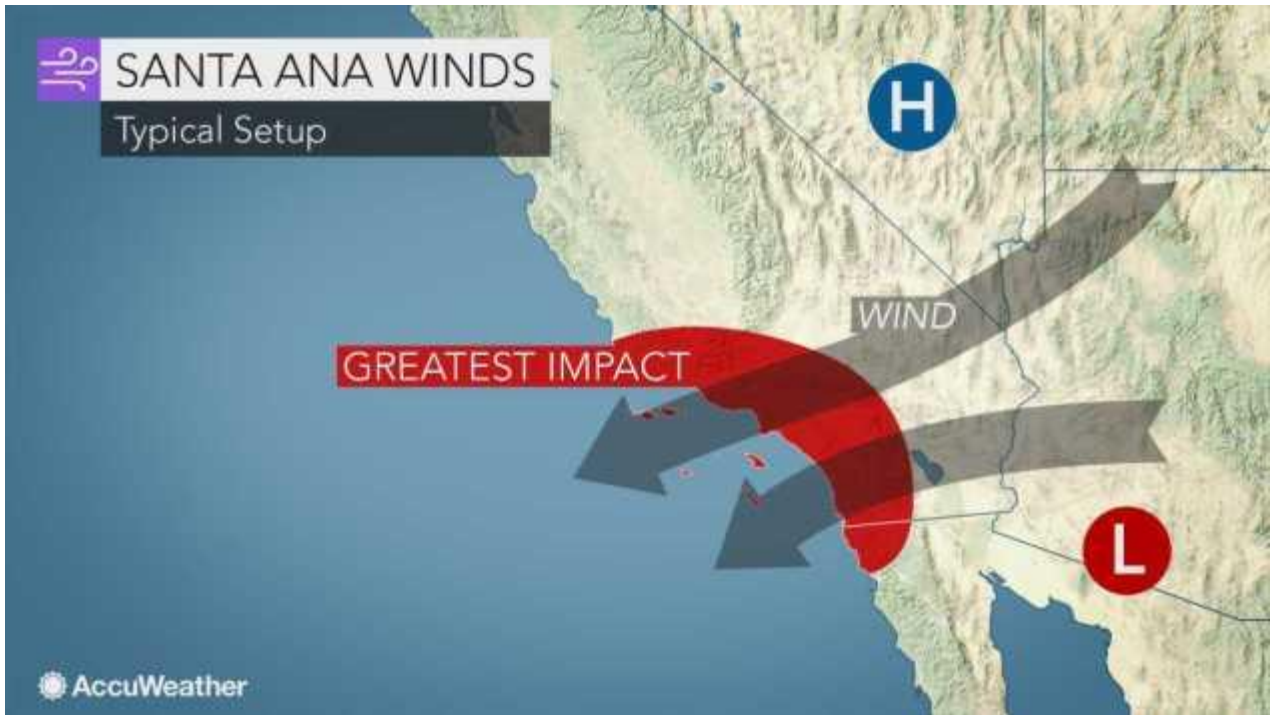 SANTA ANA WINDS
Typical Setup
H
WIND
GREATEST IMPACT
L
AccuWeather